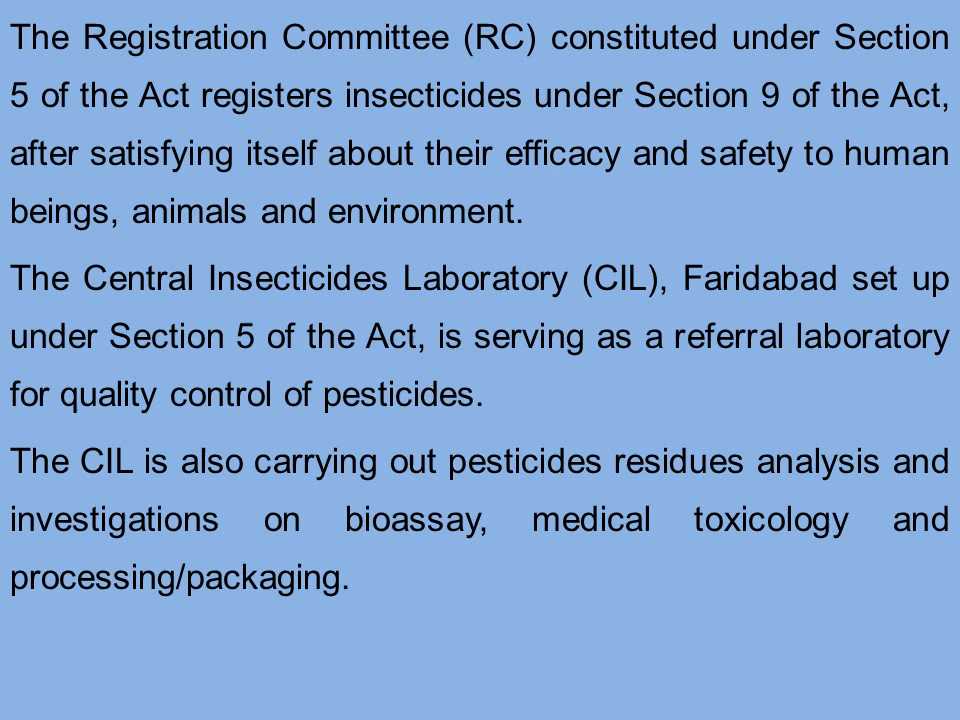 The Registration Committee (RC) constituted under Section
5 of the Act registers insecticides under Section 9 of the Act,
after satisfying itself about their efficacy and safety to human
beings, animals and environment.
The Central Insecticides Laboratory (CIL), Faridabad set up
under Section 5 of the Act, is serving as a referral laboratory
for quality control of pesticides.
The CIL is also carrying out pesticides residues analysis and
investigations on bioassay, medical toxicology and
processing/packaging.